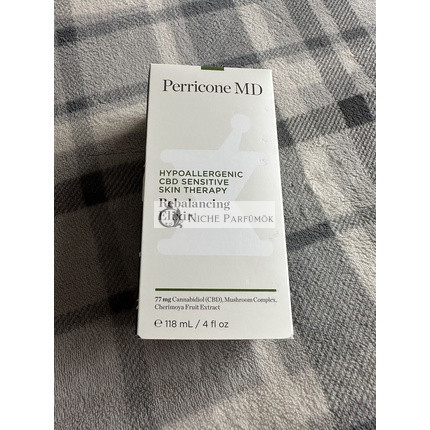 Perricone MD
HYPOALLERGENIC
CBD SENSITIVE
SKIN THERAPY
Rebalancing
Elixir
NICHE PARFÜMÖK
77 mg Cannabidiol (CBD), Mushroom Complex,
Cherimoya Fruit Extract
℮ 118 mL / 4 fl oz